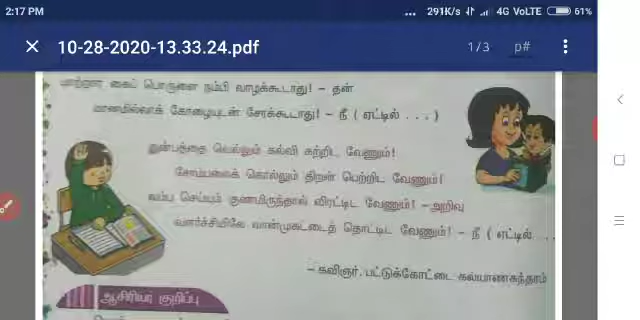 2:17 PM ... 291K/s 4G VoLTE 61%
10-28-2020-13.33.24.pdf 1/3 p#
மாற்றார் கைப் பொருளை நம்பி வாழக்கூடாது! – தன்
மானமில்லாக் கோழையுடன் சேரக்கூடாது! – நீ ( ஏட்டில் . . . )
துன்பத்தை வெல்லும் கல்வி கற்றிட வேணும்!
சோம்பலைக் கொல்லும் திறன் பெற்றிட வேணும்!
வம்பு செய்யும் குணமிருந்தால் விரட்டிட வேணும்! – அறிவு
வளர்ச்சியிலே வான்முகட்டைத் தொட்டிட வேணும்! – நீ ( ஏட்டில் . . .
– கவிஞர். பட்டுக்கோட்டை கல்யாணசுந்தரம்
ஆசிரியர் குறிப்பு